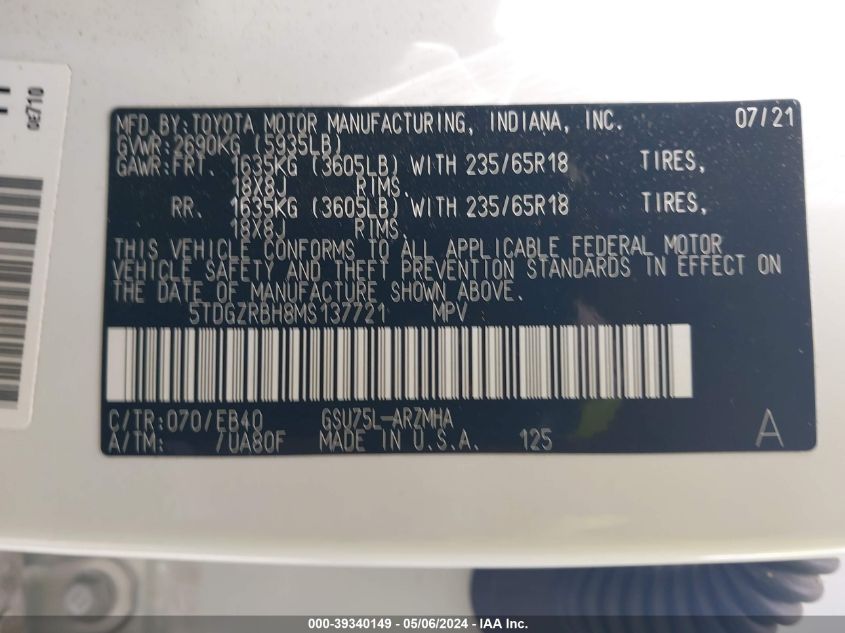 0E710
MFD.BY:TOYOTA MOTOR MANUFACTURING, INDIANA, INC. 07/21
GVWR:2690KG (5935LB)
GAWR:FRT. 1635KG (3605LB) WITH 235/65R18 TIRES,
18X8J RIMS.
RR. 1635KG (3605LB) WITH 235/65R18 TIRES,
18X8J RIMS.
THIS VEHICLE CONFORMS TO ALL APPLICABLE FEDERAL MOTOR
VEHICLE SAFETY AND THEFT PREVENTION STANDARDS IN EFFECT ON
THE DATE OF MANUFACTURE SHOWN ABOVE.
5TDGZRBH8MS137721 MPV
C/TR:070/EB40 GSU75L-ARZMHA
A/TM: /UA80F MADE IN U.S.A. 125 A
000-39340149 — 05/06/2024 — IAA Inc.